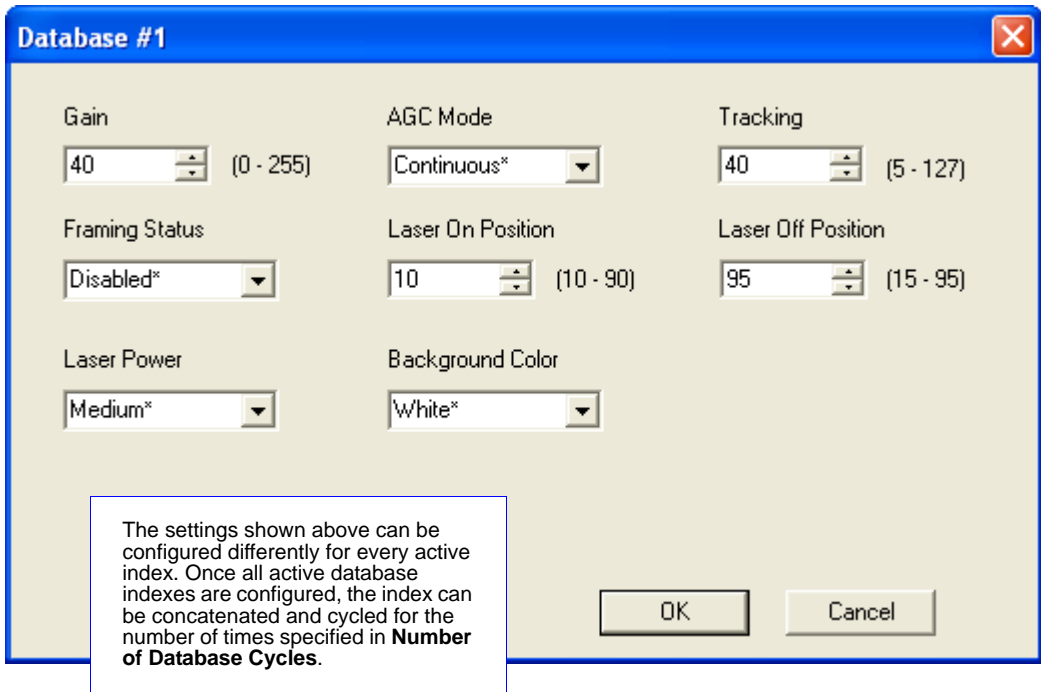 Database #1
Gain AGC Mode Tracking
40 (0 - 255) Continuous* 40 (5 - 127)
Framing Status Laser On Position Laser Off Position
Disabled* 10 (10 - 90) 95 (15 - 95)
Laser Power Background Color
Medium* White*
The settings shown above can be
configured differently for every active
index. Once all active database
indexes are configured, the index can
be concatenated and cycled for the
number of times specified in Number
of Database Cycles.
OK Cancel